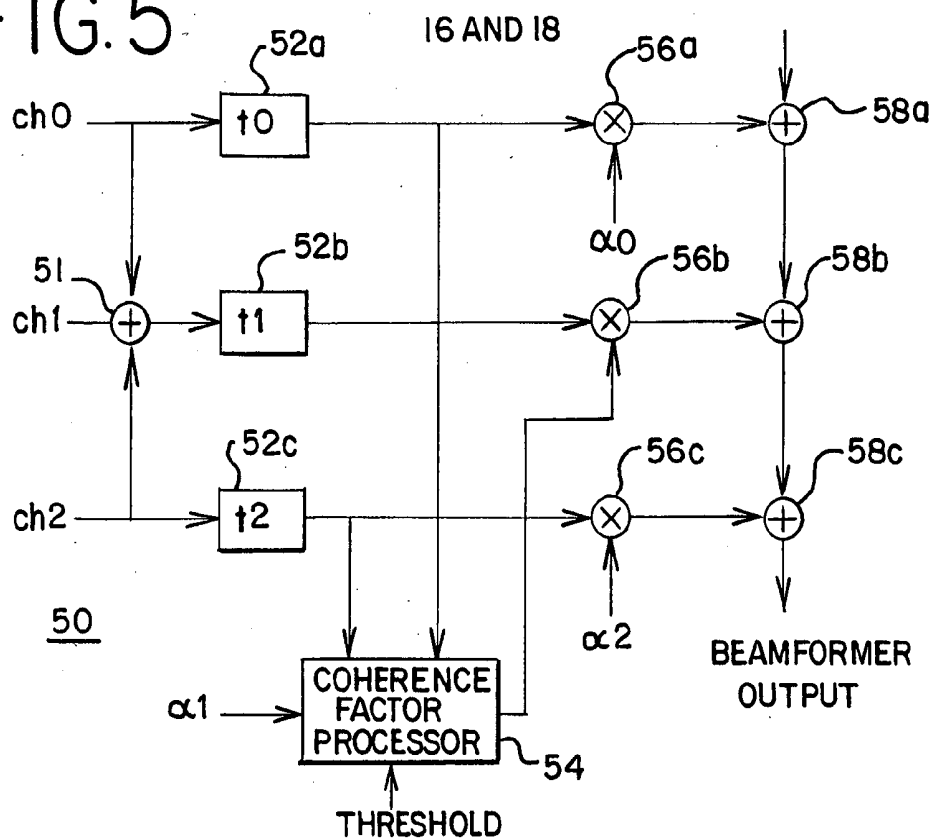 FIG. 5
16 AND 18
52a
56a
58a
ch0
t0
α0
51
52b
56b
58b
ch1
t1
52c
56c
58c
ch2
t2
50
α2
BEAMFORMER
OUTPUT
α1
COHERENCE
FACTOR
PROCESSOR
54
THRESHOLD